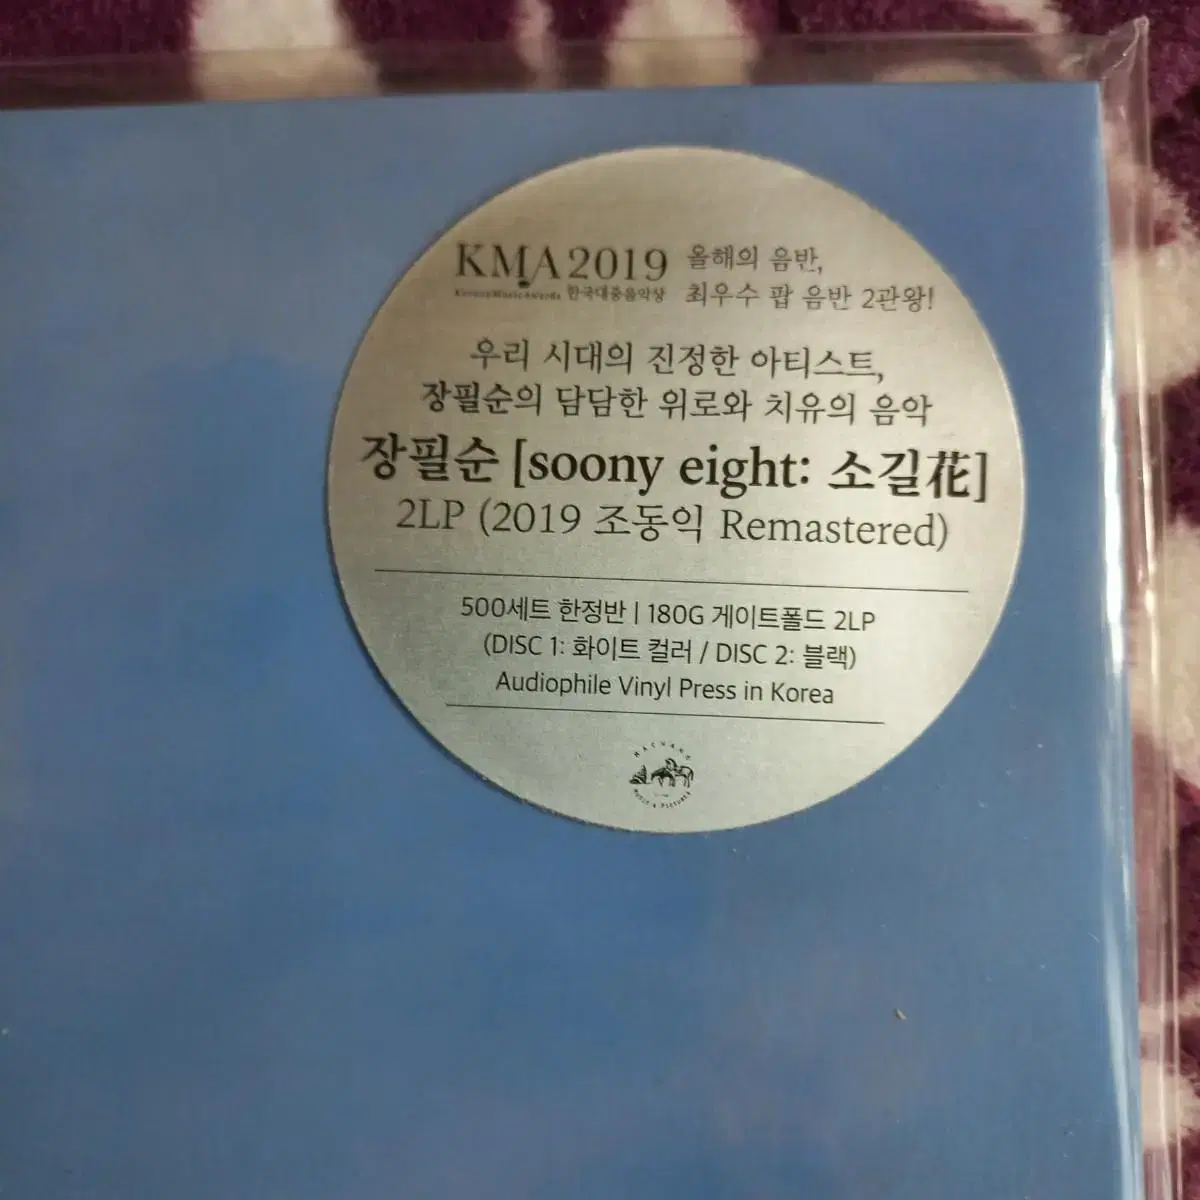 KMA2019 올해의 음반,
KoreanMusicAwards 한국대중음악상 최우수 팝 음반 2관왕!
우리 시대의 진정한 아티스트,
장필순의 담담한 위로와 치유의 음악
장필순 [soony eight: 소길花]
2LP (2019 조동익 Remastered)
500세트 한정반 | 180G 게이트폴드 2LP
(DISC 1: 화이트 컬러 / DISC 2: 블랙)
Audiophile Vinyl Press in Korea
HACHANG
MUSIC & PICTURES